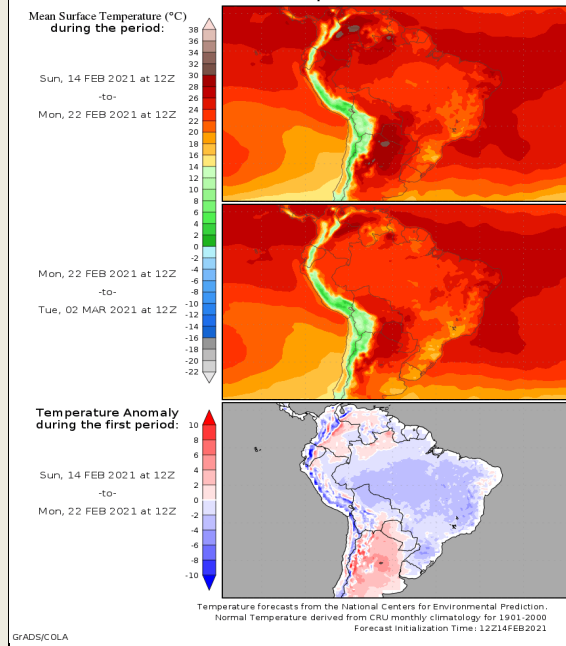 Mean Surface Temperature (°C)
during the period:
Sun, 14 FEB 2021 at 12Z
-to-
Mon, 22 FEB 2021 at 12Z
38
36
34
32
30
28
26
24
22
20
18
16
14
12
10
8
6
4
2
0
-2
-4
-6
-8
-10
-12
-14
-16
-18
-20
-22
Mon, 22 FEB 2021 at 12Z
-to-
Tue, 02 MAR 2021 at 12Z
Temperature Anomaly
during the first period:
Sun, 14 FEB 2021 at 12Z
-to-
Mon, 22 FEB 2021 at 12Z
10
8
6
4
2
0
-2
-4
-6
-8
-10
Temperature forecasts from the National Centers for Environmental Prediction.
Normal Temperature derived from CRU monthly climatology for 1901-2000
Forecast Initialization Time: 12Z14FEB2021
GrADS/COLA